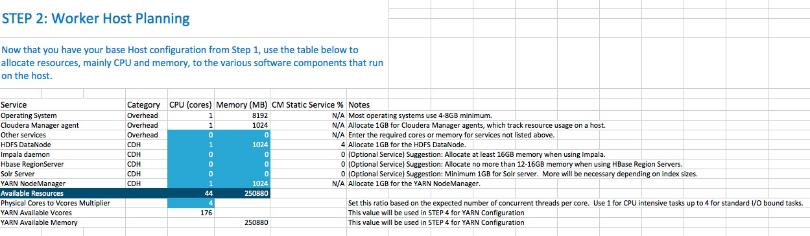 STEP 2: Worker Host Planning
Now that you have your base Host configuration from Step 1, use the table below to
allocate resources, mainly CPU and memory, to the various software components that run
on the host.
Service Category CPU (cores) Memory (MB) CM Static Service % Notes
Operating System Overhead 1 8192 N/A Most operating systems use 4-8GB minimum.
Cloudera Manager agent Overhead 1 1024 N/A Allocate 1GB for Cloudera Manager agents, which track resource usage on a host.
Other services Overhead 0 0 N/A Enter the required cores or memory for services not listed above.
HDFS DataNode CDH 1 1024 4 Allocate 1GB for the HDFS DataNode.
Impala daemon CDH 0 0 0 (Optional Service) Suggestion: Allocate at least 16GB memory when using Impala.
Hbase RegionServer CDH 0 0 0 (Optional Service) Suggestion: Allocate no more than 12-16GB memory when using HBase Region Servers.
Solr Server CDH 0 0 0 (Optional Service) Suggestion: Minimum 1GB for Solr server. More will be necessary depending on index sizes.
YARN NodeManager CDH 1 1024 N/A Allocate 1GB for the YARN NodeManager.
Available Resources 44 250880
Physical Cores to Vcores Multiplier 4 Set this ratio based on the expected number of concurrent threads per core. Use 1 for CPU intensive tasks up to 4 for standard I/O bound tasks.
YARN Available Vcores 176 This value will be used in STEP 4 for YARN Configuration
YARN Available Memory 250880 This value will be used in STEP 4 for YARN Configuration